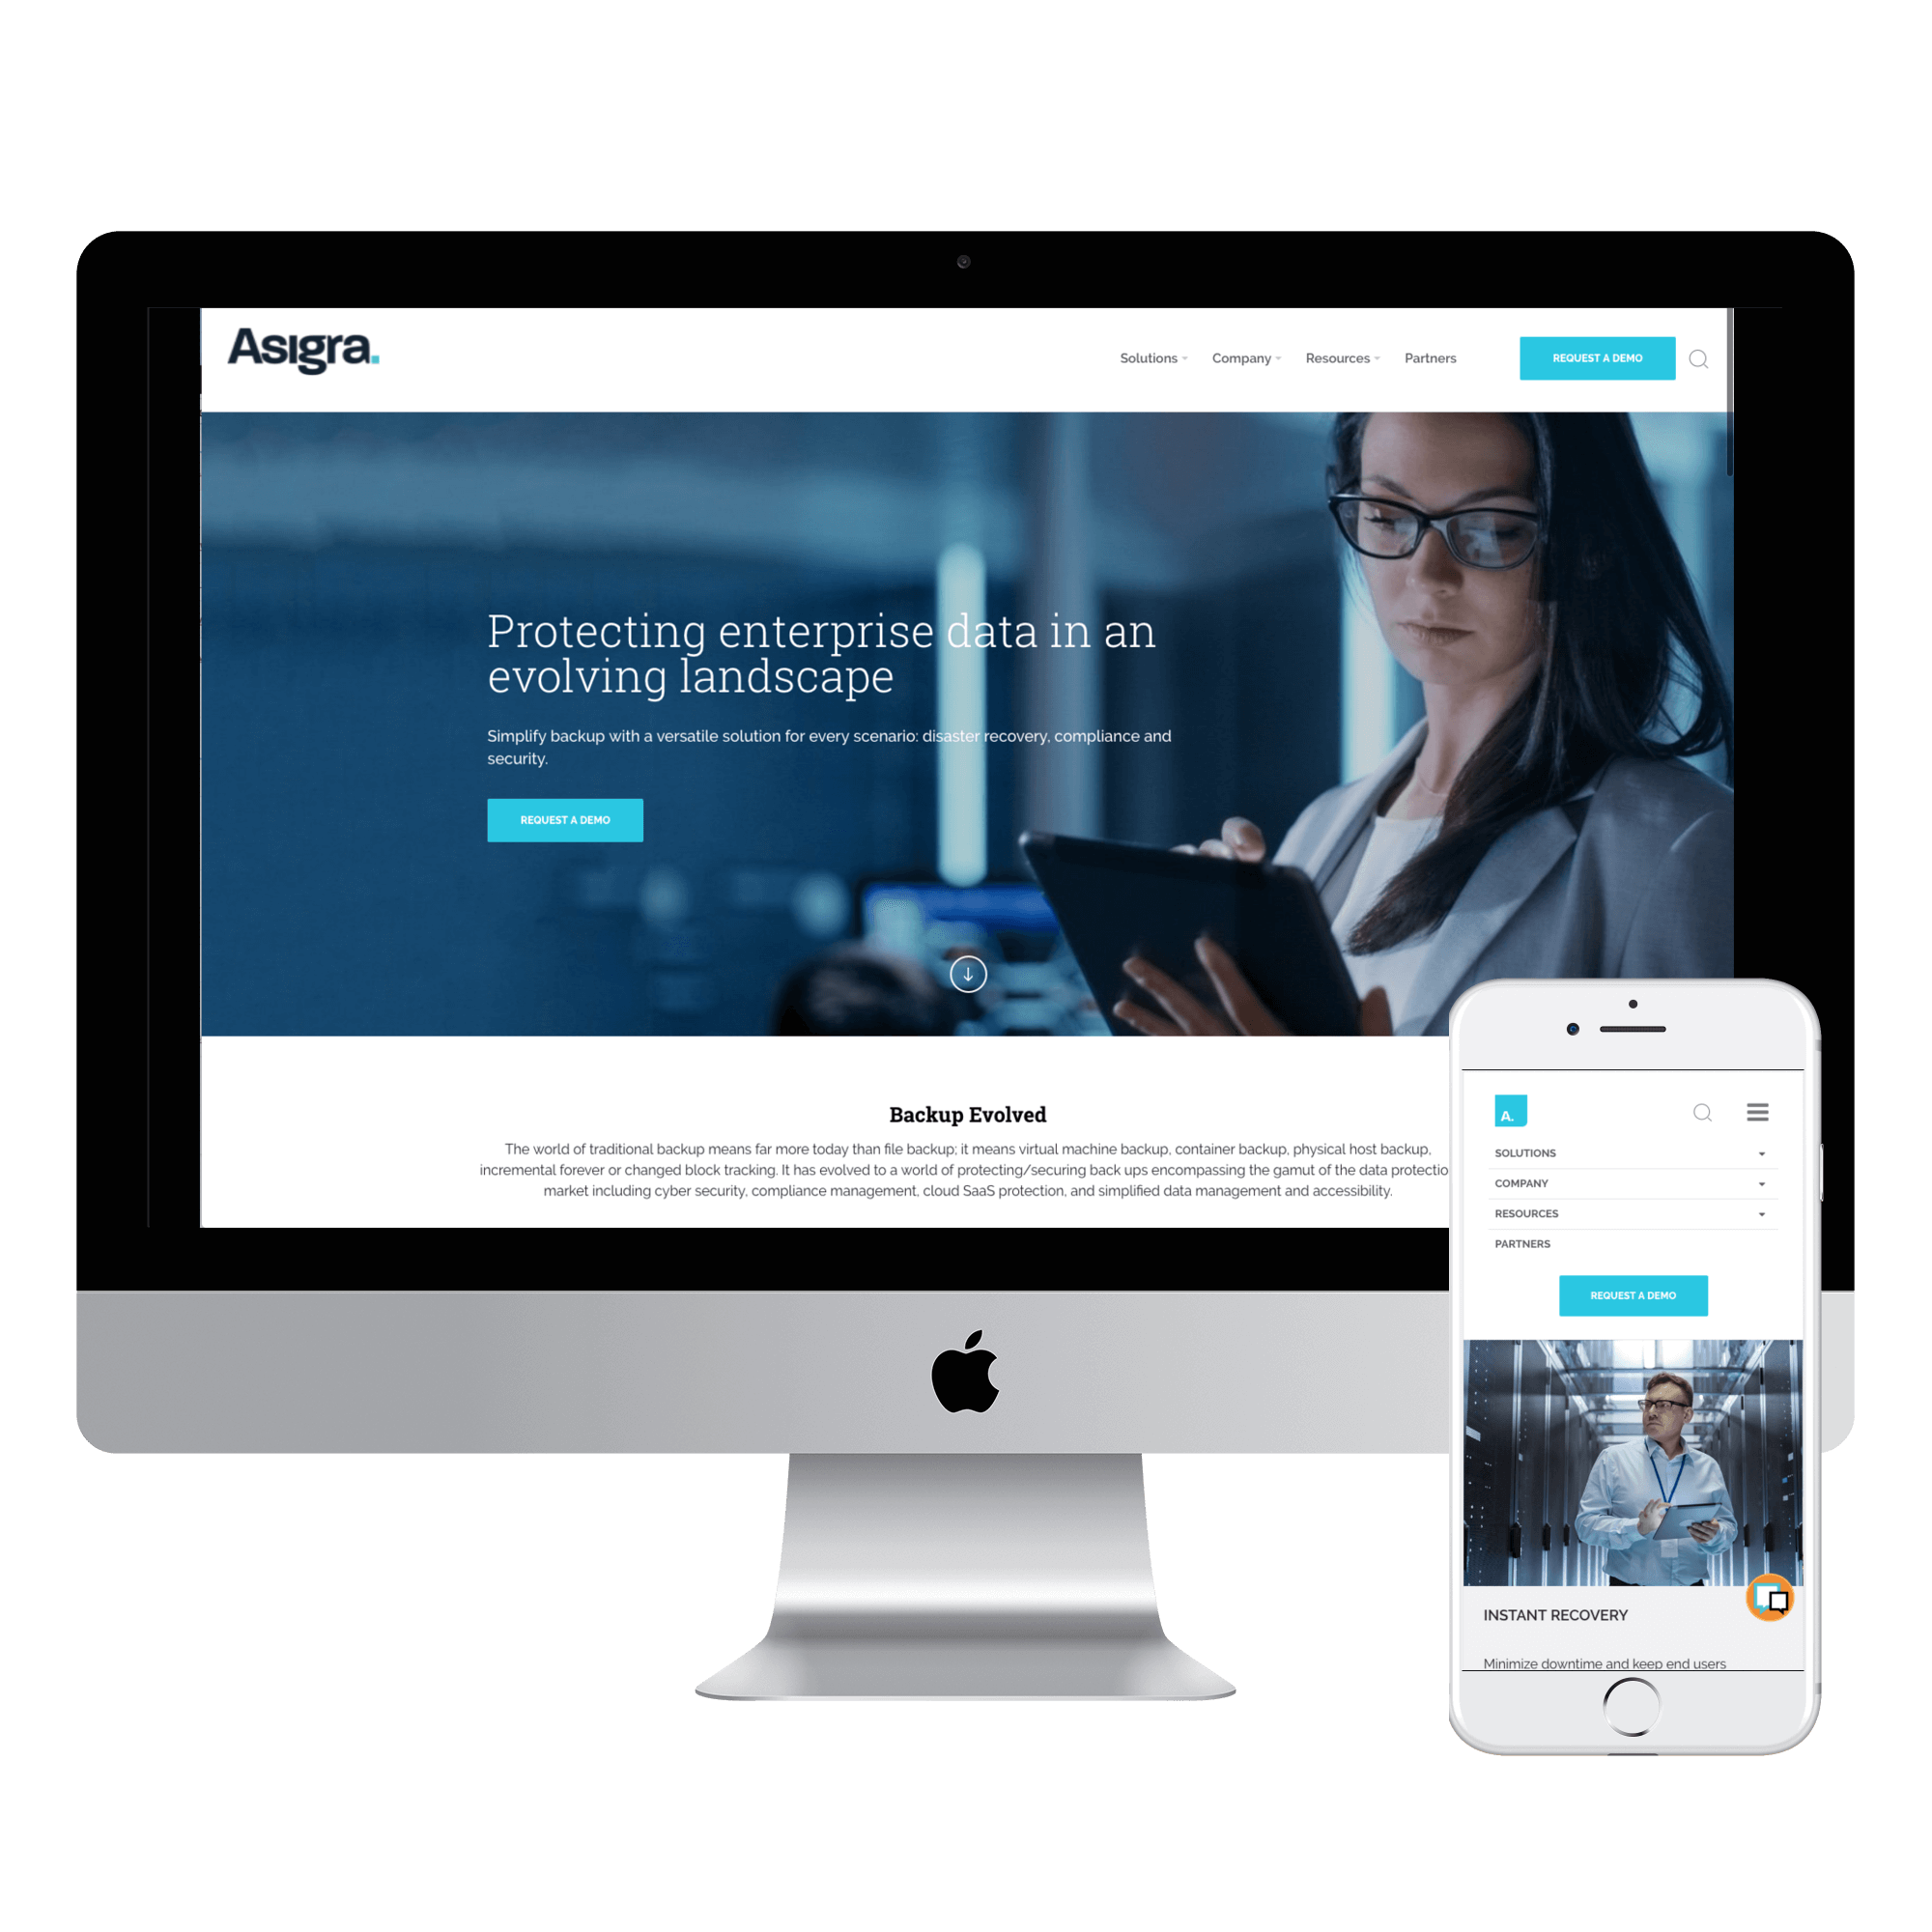 Asigra.
Solutions Company Resources Partners REQUEST A DEMO
Protecting enterprise data in an
evolving landscape
Simplify backup with a versatile solution for every scenario: disaster recovery, compliance and
security.
REQUEST A DEMO
Backup Evolved
The world of traditional backup means far more today than file backup; it means virtual machine backup, container backup, physical host backup,
incremental forever or changed block tracking. It has evolved to a world of protecting/securing back ups encompassing the gamut of the data protectio
market including cyber security, compliance management, cloud SaaS protection, and simplified data management and accessibility.
A.
SOLUTIONS
COMPANY
RESOURCES
PARTNERS
REQUEST A DEMO
INSTANT RECOVERY
Minimize downtime and keep end users